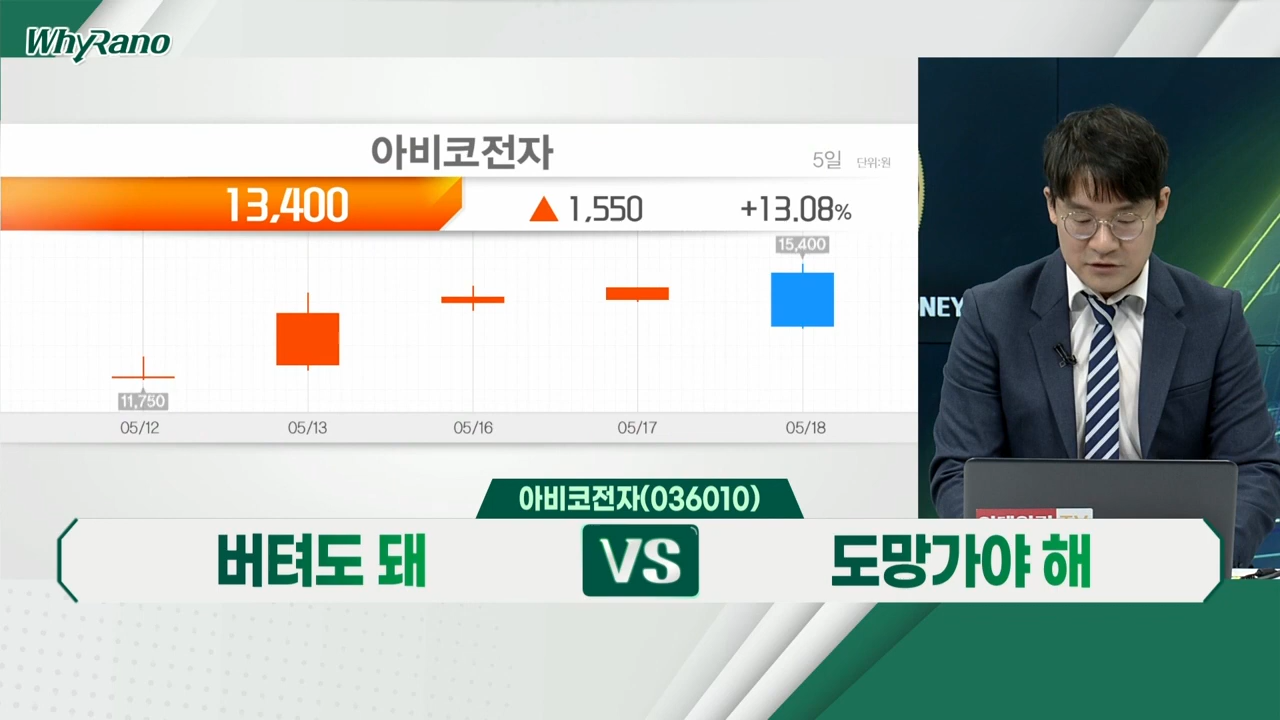 WhyRano
아비코전자
5일 단위:원
13,400 ▲ 1,550 +13.08%
15,400
11,750
05/12 05/13 05/16 05/17 05/18
NEY
아비코전자(036010)
버텨도 돼 VS 도망가야 해